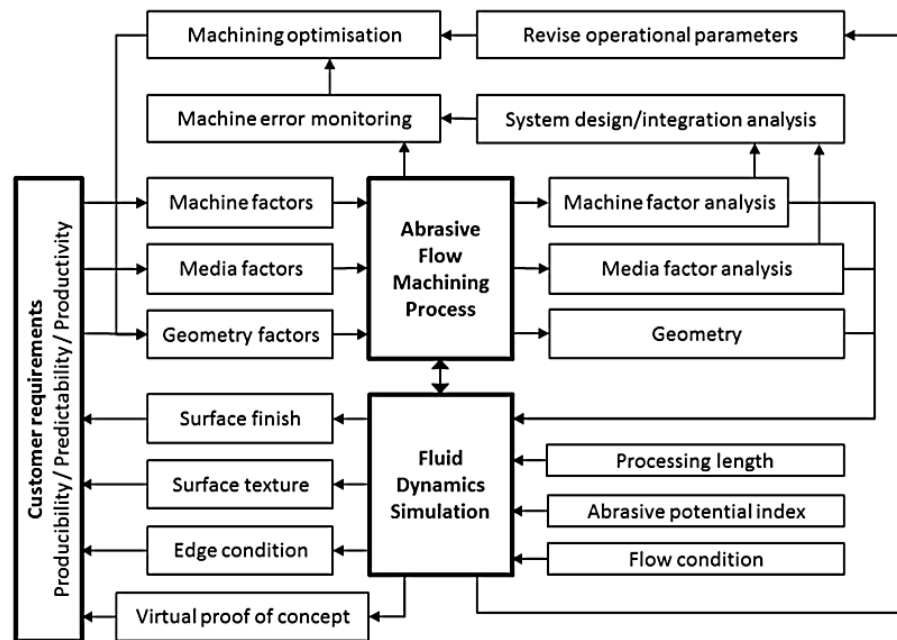 Machining optimisation
Revise operational parameters
Machine error monitoring
System design/integration analysis
Customer requirements
Producibility / Predictability / Productivity
Machine factors
Media factors
Geometry factors
Abrasive
Flow
Machining
Process
Machine factor analysis
Media factor analysis
Geometry
Surface finish
Surface texture
Edge condition
Virtual proof of concept
Fluid
Dynamics
Simulation
Processing length
Abrasive potential index
Flow condition